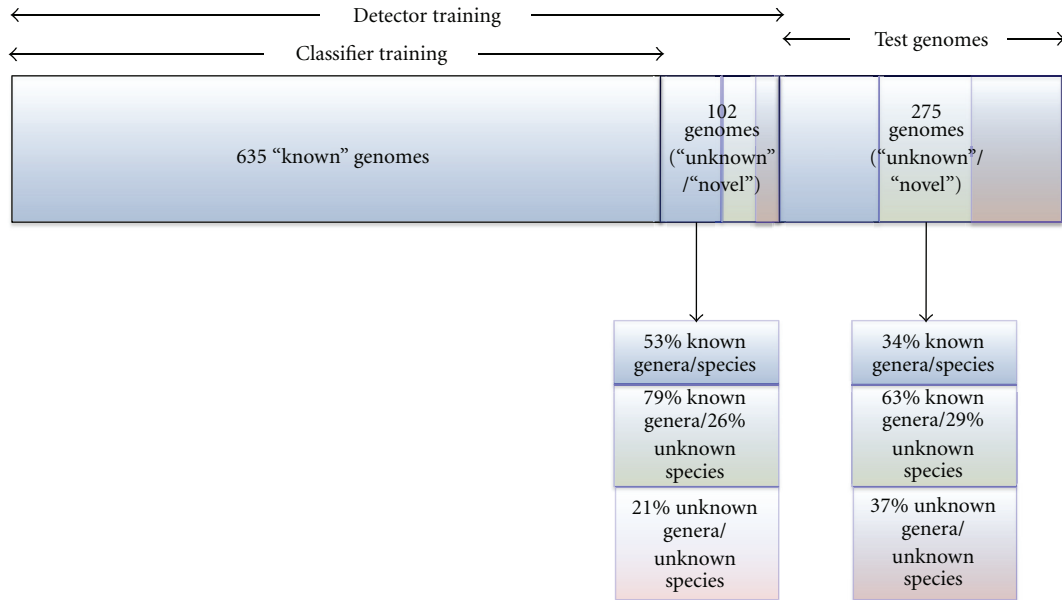 Detector training
Classifier training
Test genomes
635 “known” genomes
102
genomes
(“unknown”
/“novel”)
275
genomes
(“unknown”/
“novel”)
53% known
genera/species
79% known
genera/26%
unknown
species
21% unknown
genera/
unknown
species
34% known
genera/species
63% known
genera/29%
unknown
species
37% unknown
genera/
unknown
species